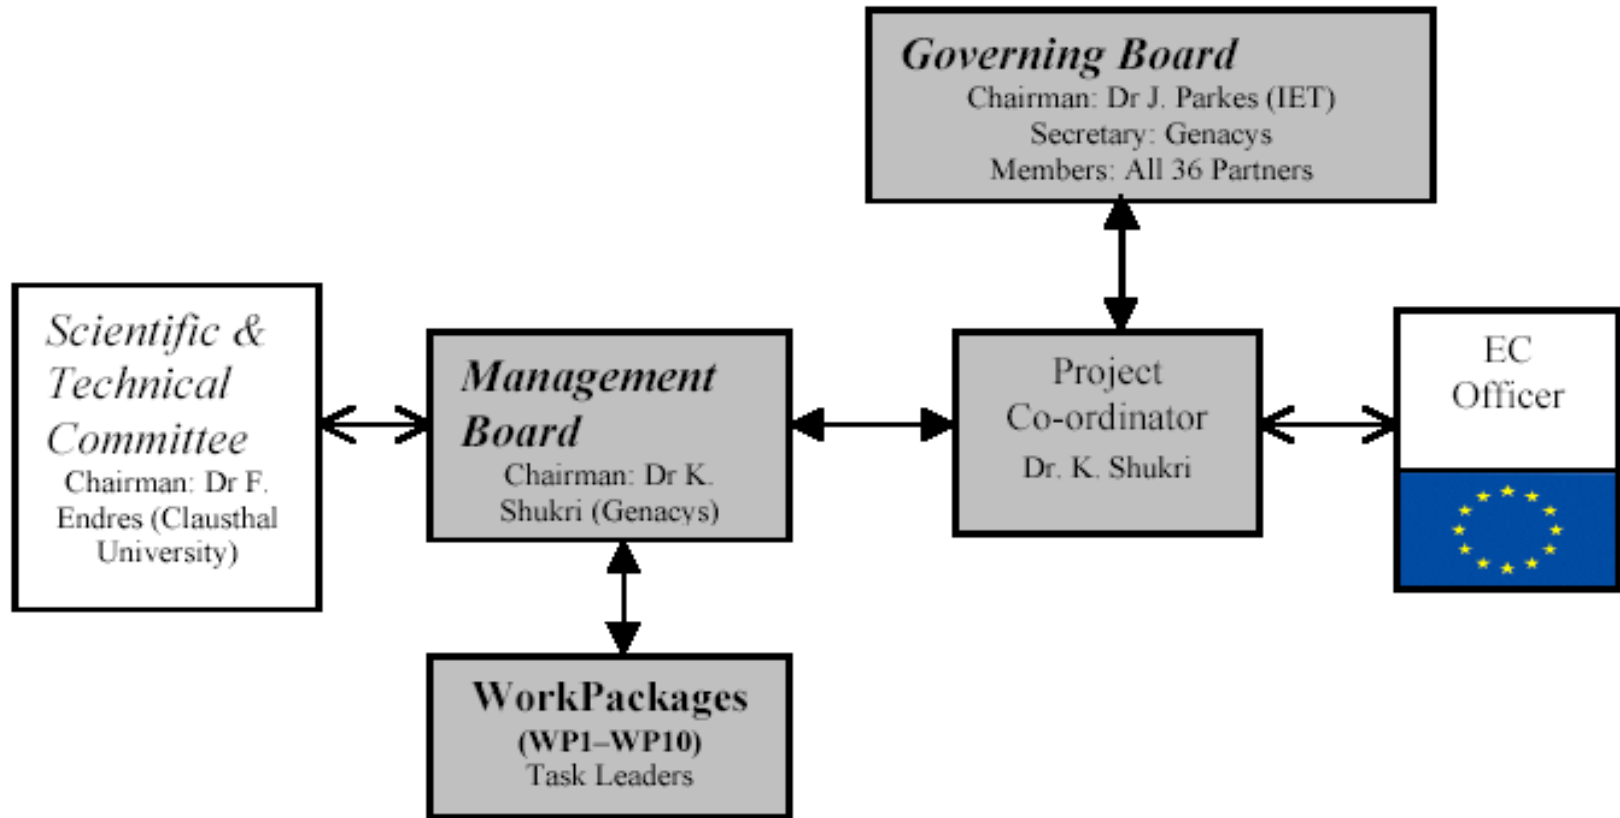 Governing Board
Chairman: Dr J. Parkes (IET)
Secretary: Genacys
Members: All 36 Partners
Scientific &
Technical
Committee
Chairman: Dr F.
Endres (Clausthal
University)
Management
Board
Chairman: Dr K.
Shukri (Genacys)
Project
Co-ordinator
Dr. K. Shukri
EC
Officer
WorkPackages
(WP1–WP10)
Task Leaders